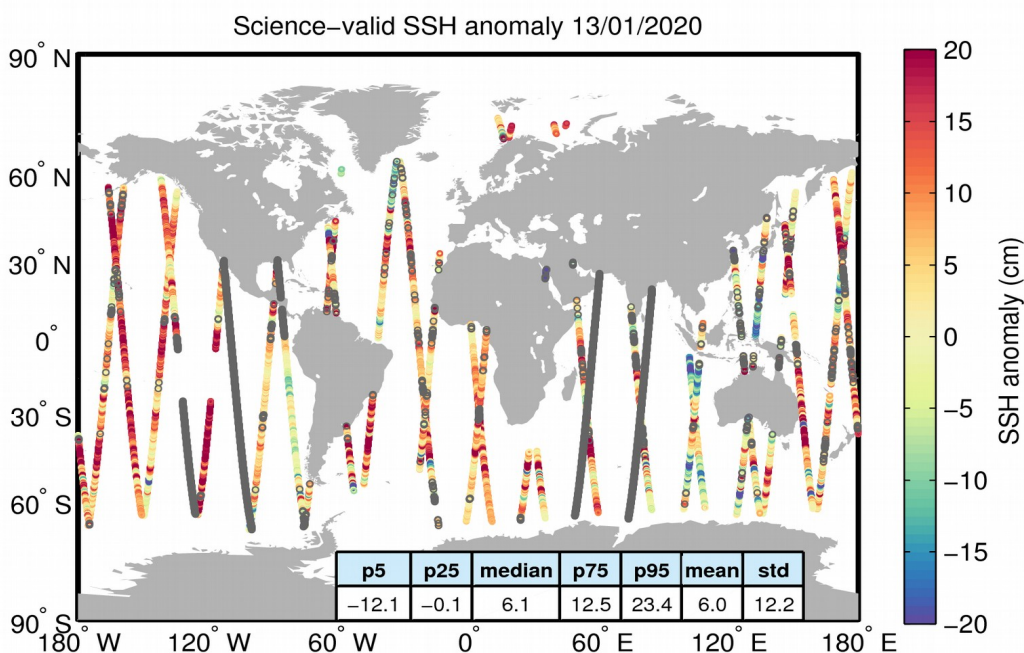 Science−valid SSH anomaly 13/01/2020
90° N
60° N
30° N
0°
30° S
60° S
90° S
180° W
120° W
60° W
0°
60° E
120° E
180° E
p5 p25 median p75 p95 mean std
−12.1 −0.1 6.1 12.5 23.4 6.0 12.2
20
15
10
5
0
−5
−10
−15
−20
SSH anomaly (cm)